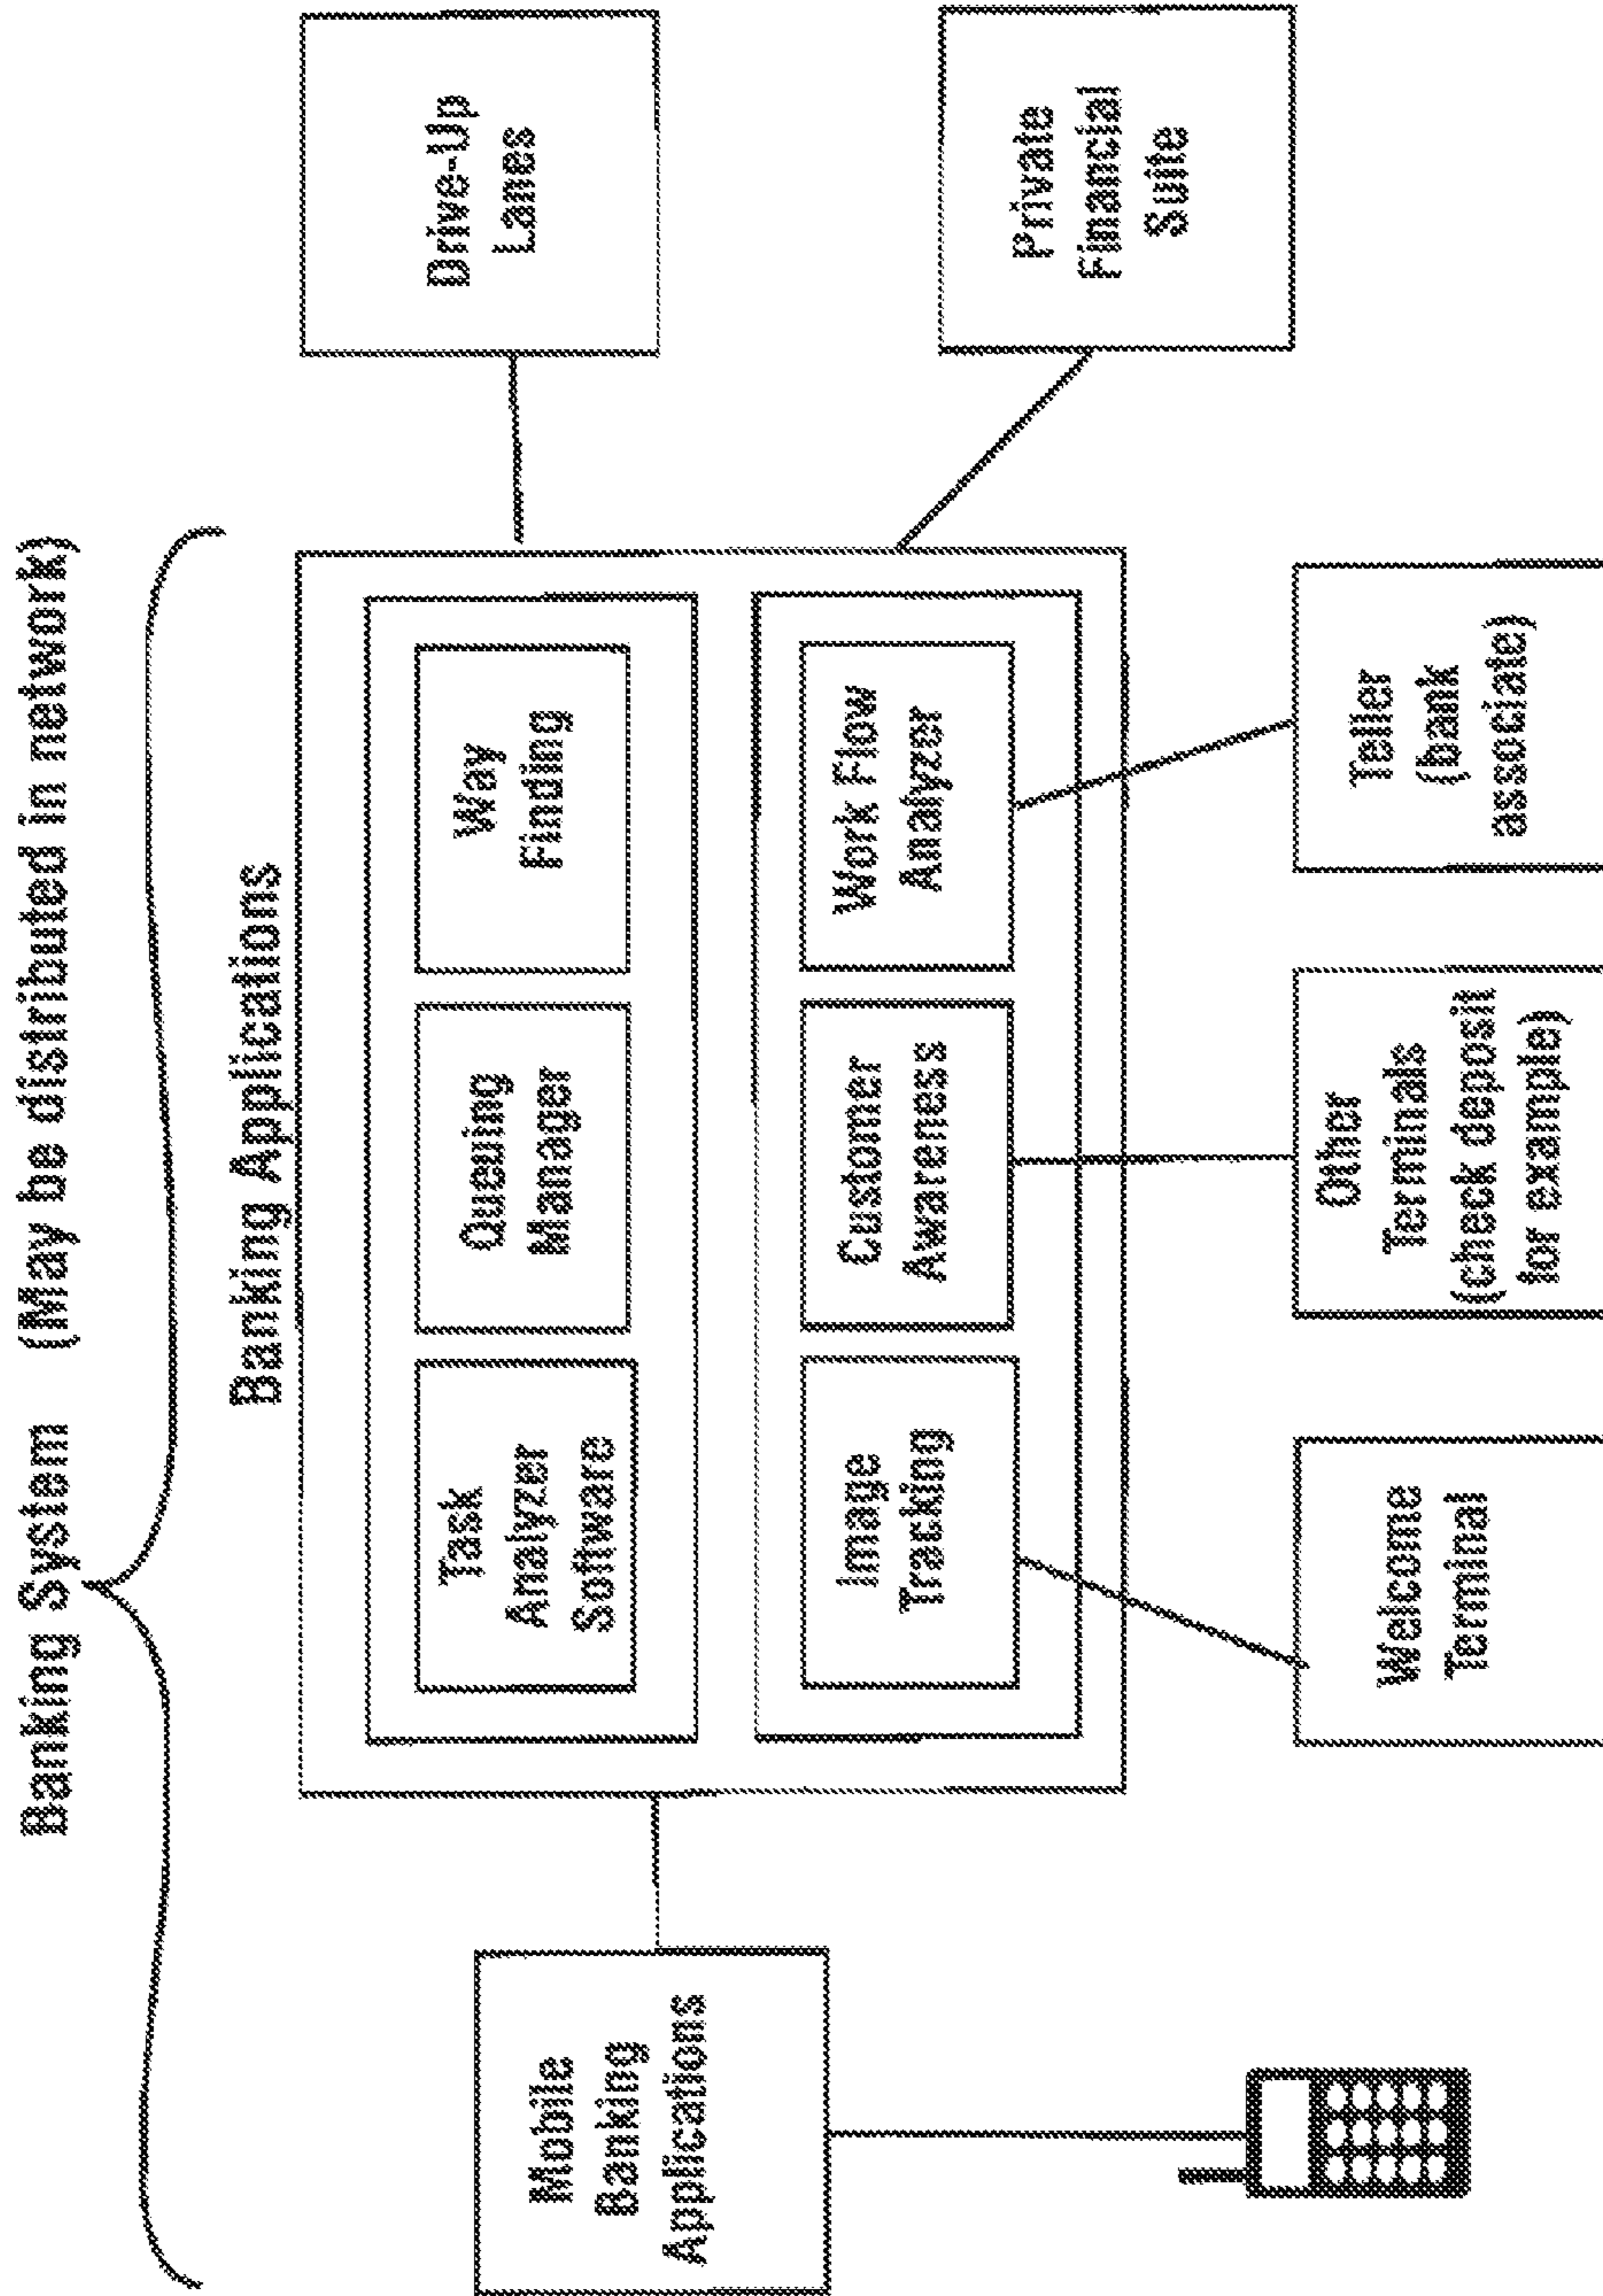 Banking System (May be distributed in network)
Banking Applications
Mobile
Banking
Applications
Task
Analyzer
Software
Queuing
Manager
Way
Finding
Image
Tracking
Customer
Awareness
Work Flow
Analyzer
Drive-Up
Lanes
Private
Financial
Suite
Welcome
Terminal
Other
Terminals
(check deposit
for example)
Teller
(bank
associate)